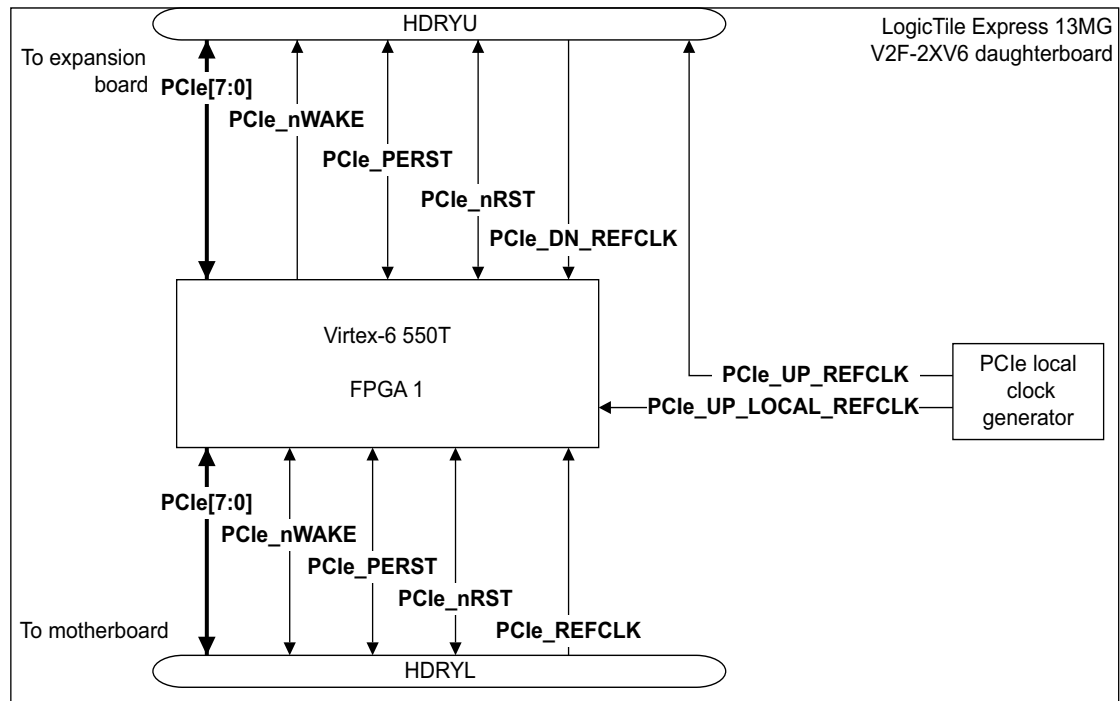 HDRYU
LogicTile Express 13MG
V2F-2XV6 daughterboard
To expansion
board
PCIe[7:0]
PCIe_nWAKE
PCIe_PERST
PCIe_nRST
PCIe_DN_REFCLK
Virtex-6 550T
FPGA 1
PCIe_UP_REFCLK
PCIe_UP_LOCAL_REFCLK
PCIe local
clock
generator
PCIe[7:0]
PCIe_nWAKE
PCIe_PERST
PCIe_nRST
PCIe_REFCLK
To motherboard
HDRYL